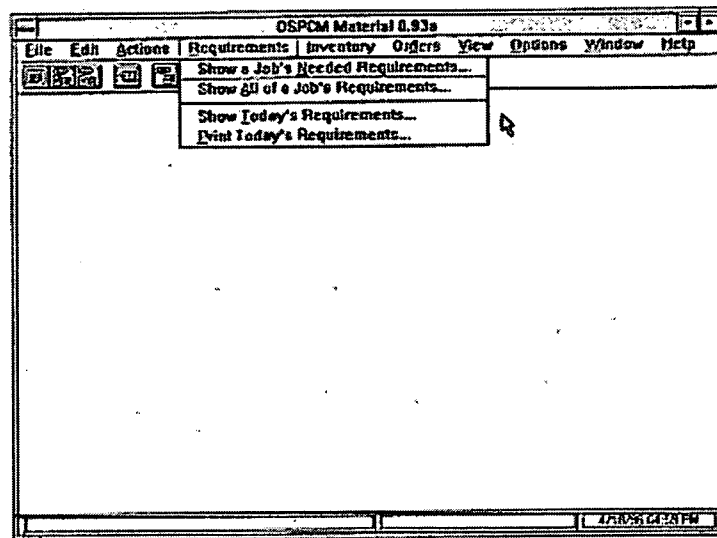 OSPCM Material 0.93a
File Edit Actions Requirements Inventory Orders View Options Window Help
Show a Job's Needed Requirements...
Show All of a Job's Requirements...
Show Today's Requirements...
Print Today's Requirements...